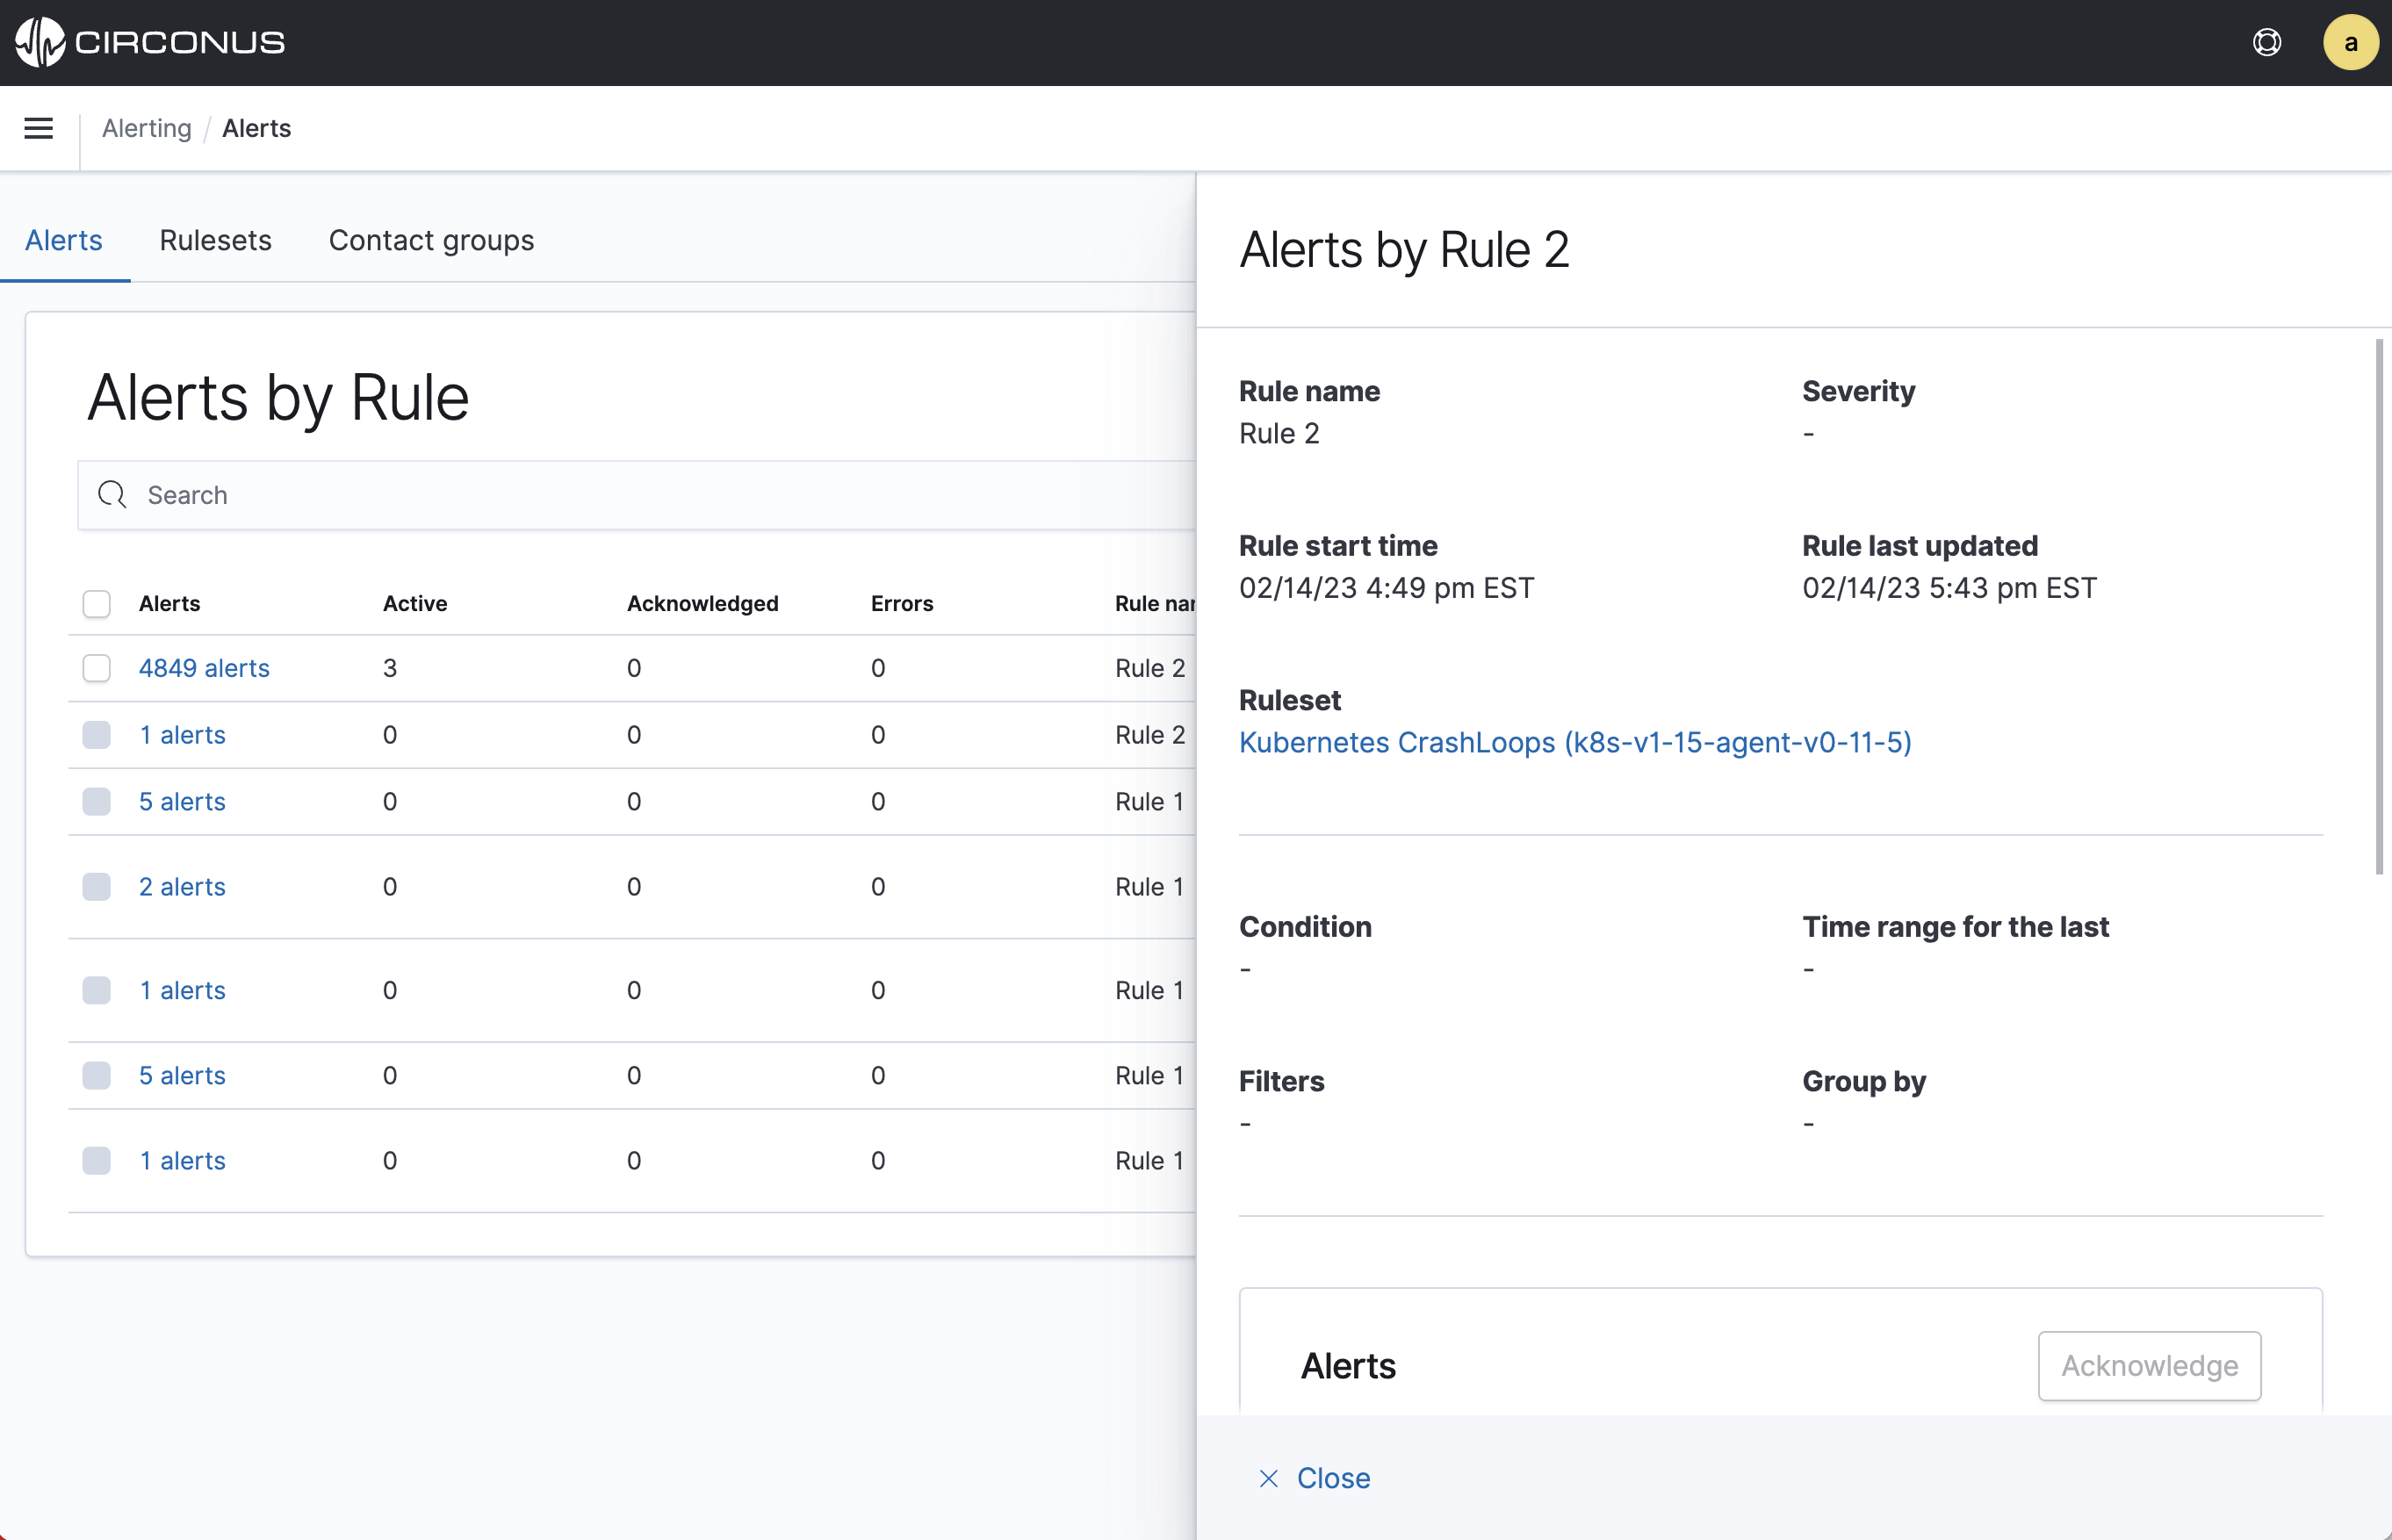 CIRCONUS
a
Alerting / Alerts
Alerts Rulesets Contact groups
Alerts by Rule
Search
Alerts Active Acknowledged Errors Rule nar
4849 alerts 3 0 0 Rule 2
1 alerts 0 0 0 Rule 2
5 alerts 0 0 0 Rule 1
2 alerts 0 0 0 Rule 1
1 alerts 0 0 0 Rule 1
5 alerts 0 0 0 Rule 1
1 alerts 0 0 0 Rule 1
Alerts by Rule 2
Rule name Severity
Rule 2 -
Rule start time Rule last updated
02/14/23 4:49 pm EST 02/14/23 5:43 pm EST
Ruleset
Kubernetes CrashLoops (k8s-v1-15-agent-v0-11-5)
Condition Time range for the last
- -
Filters Group by
- -
Alerts Acknowledge
Close